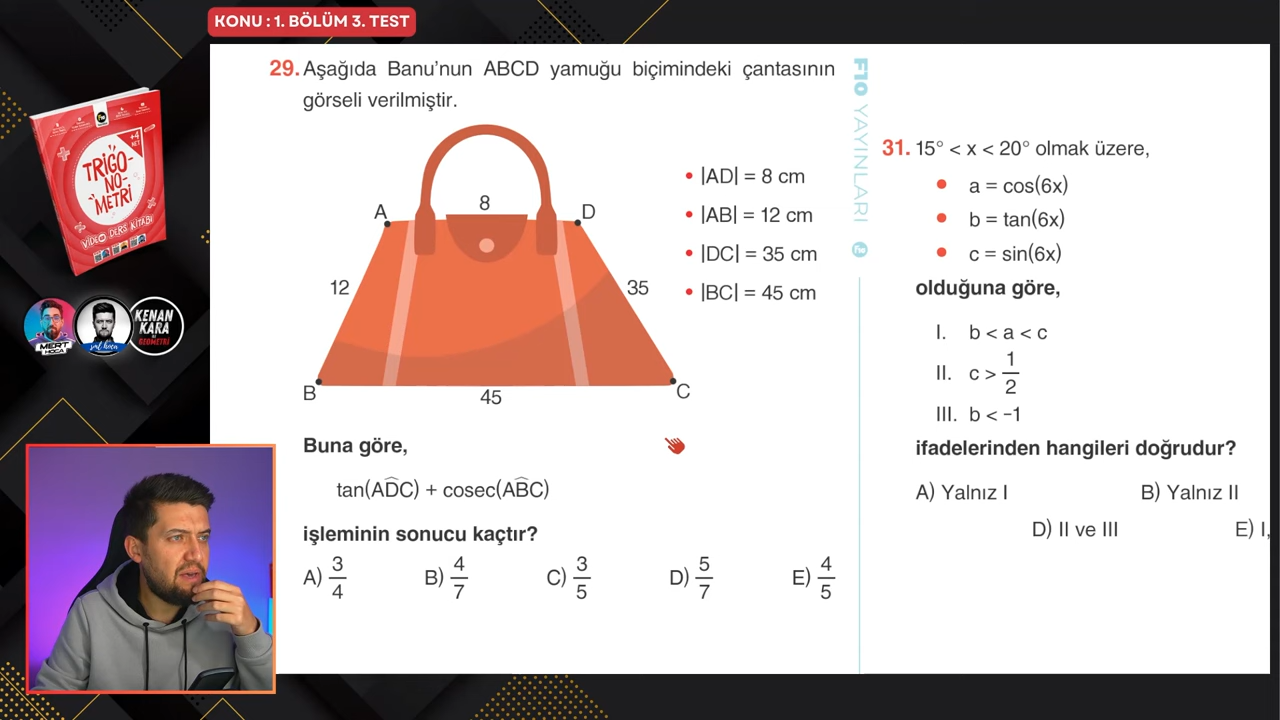 KONU : 1. BÖLÜM 3. TEST
29. Aşağıda Banu'nun ABCD yamuğu biçimindeki çantasının
görseli verilmiştir.
A
8
D
12
35
B
45
C
• |AD| = 8 cm
• |AB| = 12 cm
• |DC| = 35 cm
• |BC| = 45 cm
Buna göre,
tan(ADC) + cosec(ABC)
işleminin sonucu kaçtır?
A) 3/4 B) 4/7 C) 3/5 D) 5/7 E) 4/5
F10 YAYINLARI
31. 15° < x < 20° olmak üzere,
• a = cos(6x)
• b = tan(6x)
• c = sin(6x)
olduğuna göre,
I. b < a < c
II. c > 1/2
III. b < –1
ifadelerinden hangileri doğrudur?
A) Yalnız I B) Yalnız II
D) II ve III E) I,
+4 NET
TRİGO-
NO-
METRİ
VİDEO DERS KİTABI
MERT
HOCA
KENAN
KARA
GEOMETRİ